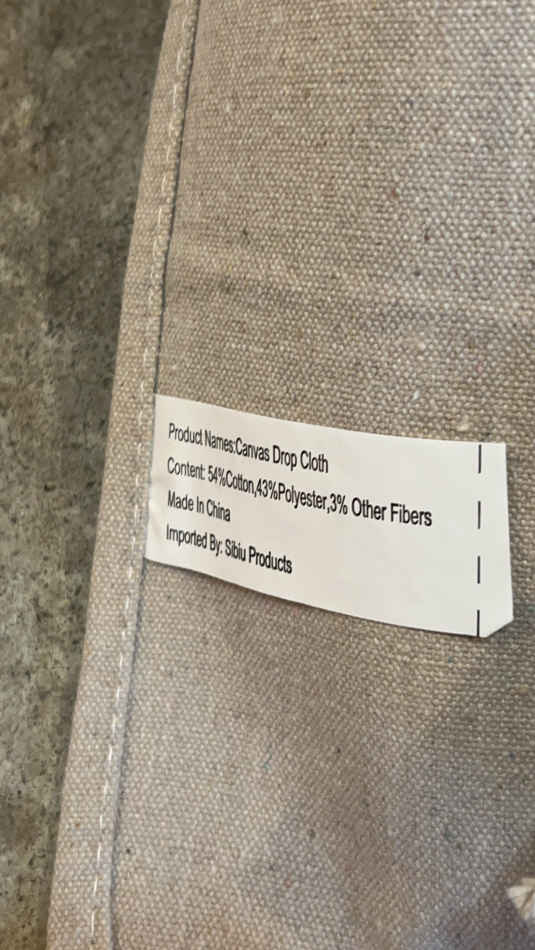 Product Names:Canvas Drop Cloth
Content: 54%Cotton,43%Polyester,3% Other Fibers
Made In China
Imported By: Sibiu Products